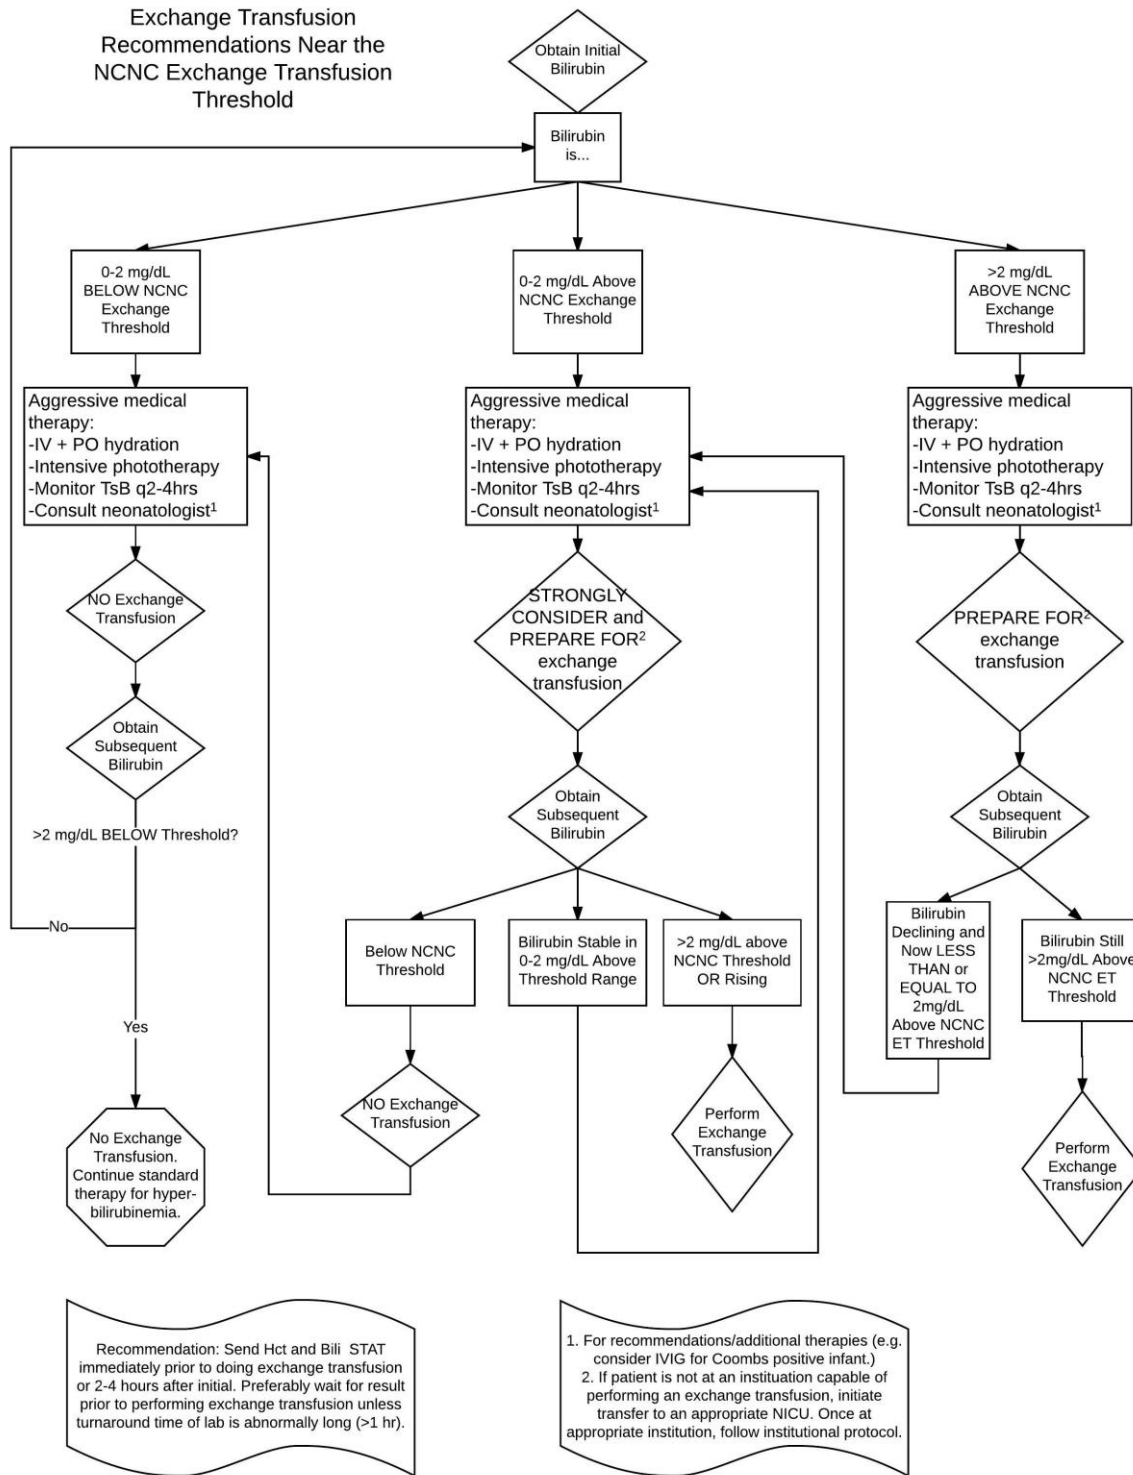 Exchange Transfusion
Recommendations Near the
NCNC Exchange Transfusion
Threshold
Obtain Initial
Bilirubin
Bilirubin
is...
0-2 mg/dL
BELOW NCNC
Exchange
Threshold
0-2 mg/dL Above
NCNC Exchange
Threshold
>2 mg/dL
ABOVE NCNC
Exchange
Threshold
Aggressive medical
therapy:
-IV + PO hydration
-Intensive phototherapy
-Monitor TsB q2-4hrs
-Consult neonatologist¹
Aggressive medical
therapy:
-IV + PO hydration
-Intensive phototherapy
-Monitor TsB q2-4hrs
-Consult neonatologist¹
Aggressive medical
therapy:
-IV + PO hydration
-Intensive phototherapy
-Monitor TsB q2-4hrs
-Consult neonatologist¹
NO Exchange
Transfusion
STRONGLY
CONSIDER and
PREPARE FOR²
exchange
transfusion
PREPARE FOR²
exchange
transfusion
Obtain
Subsequent
Bilirubin
Obtain
Subsequent
Bilirubin
Obtain
Subsequent
Bilirubin
>2 mg/dL BELOW Threshold?
No
Yes
Below NCNC
Threshold
Bilirubin Stable in
0-2 mg/dL Above
Threshold Range
>2 mg/dL above
NCNC Threshold
OR Rising
Bilirubin
Declining and
Now LESS
THAN or
EQUAL TO
2mg/dL
Above NCNC
ET Threshold
Bilirubin Still
>2mg/dL Above
NCNC ET
Threshold
NO Exchange
Transfusion
Perform
Exchange
Transfusion
Perform
Exchange
Transfusion
No Exchange
Transfusion.
Continue standard
therapy for hyper-
bilirubinemia.
Recommendation: Send Hct and Bili STAT
immediately prior to doing exchange transfusion
or 2-4 hours after initial. Preferably wait for result
prior to performing exchange transfusion unless
turnaround time of lab is abnormally long (>1 hr).
1. For recommendations/additional therapies (e.g.
consider IVIG for Coombs positive infant.)
2. If patient is not at an instituation capable of
performing an exchange transfusion, initiate
transfer to an appropriate NICU. Once at
appropriate institution, follow institutional protocol.